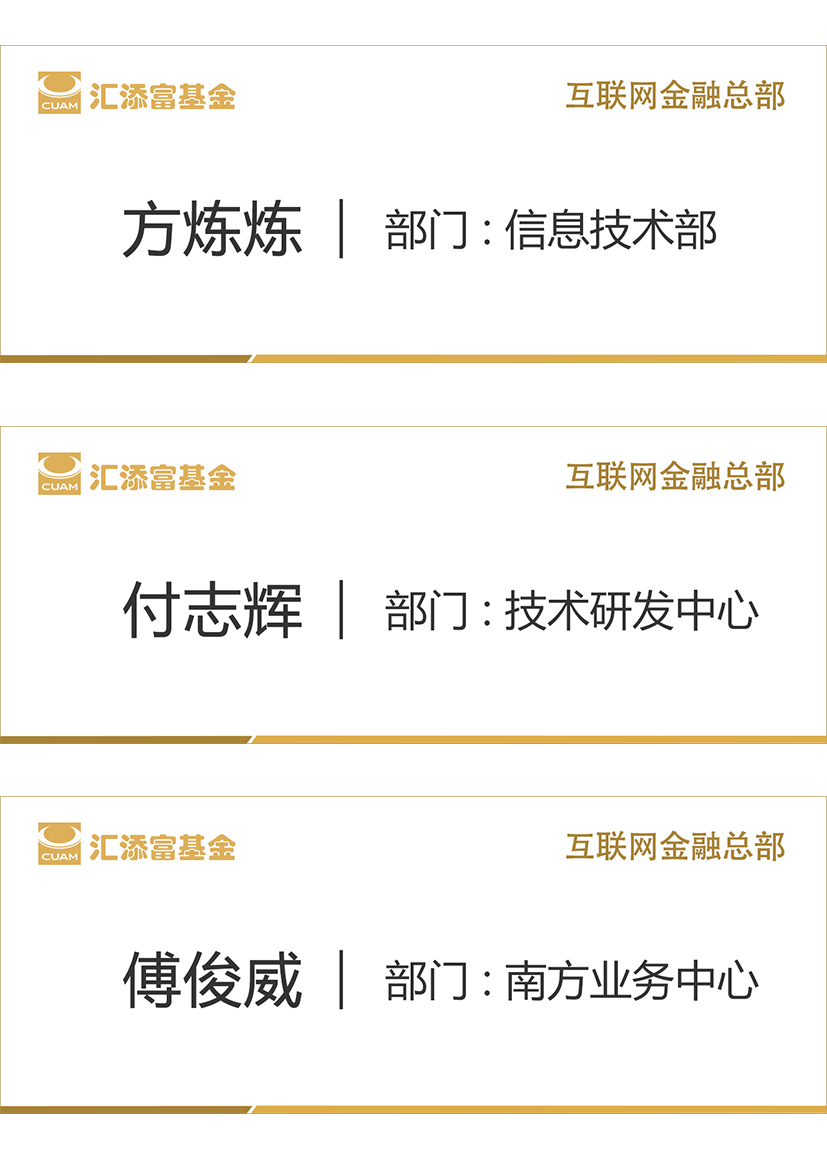 CUAM 汇添富基金 互联网金融总部
方炼炼 | 部门：信息技术部
CUAM 汇添富基金 互联网金融总部
付志辉 | 部门：技术研发中心
CUAM 汇添富基金 互联网金融总部
傅俊威 | 部门：南方业务中心